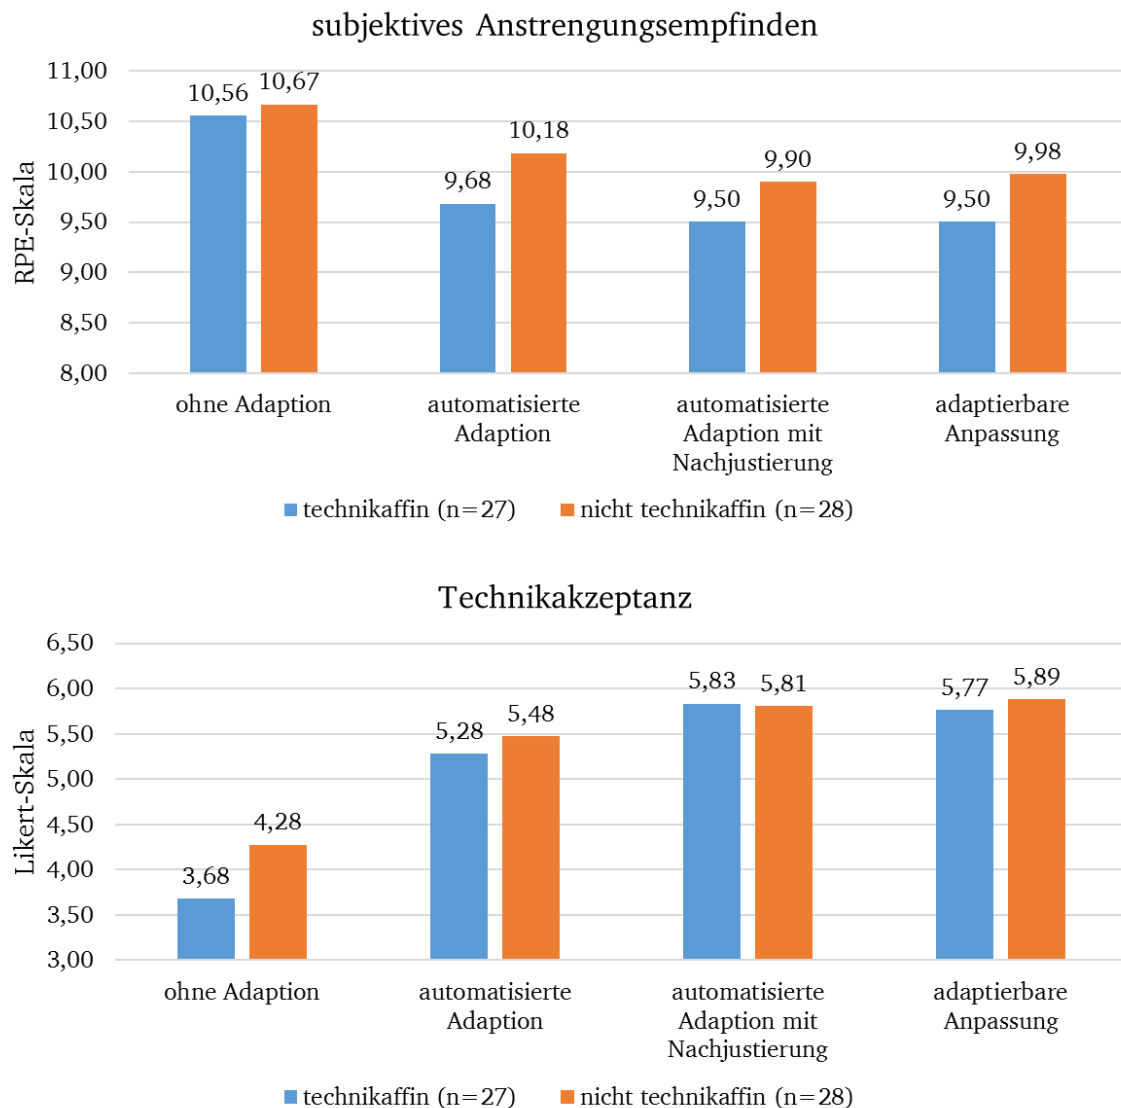 subjektives Anstrengungsempfinden
RPE-Skala
11,00
10,50
10,00
9,50
9,00
8,50
8,00
10,56
10,67
9,68
10,18
9,50
9,90
9,50
9,98
ohne Adaption
automatisierte
Adaption
automatisierte
Adaption mit
Nachjustierung
adaptierbare
Anpassung
technikaffin (n=27)
nicht technikaffin (n=28)
Technikakzeptanz
Likert-Skala
6,50
6,00
5,50
5,00
4,50
4,00
3,50
3,00
3,68
4,28
5,28
5,48
5,83
5,81
5,77
5,89
ohne Adaption
automatisierte
Adaption
automatisierte
Adaption mit
Nachjustierung
adaptierbare
Anpassung
technikaffin (n=27)
nicht technikaffin (n=28)